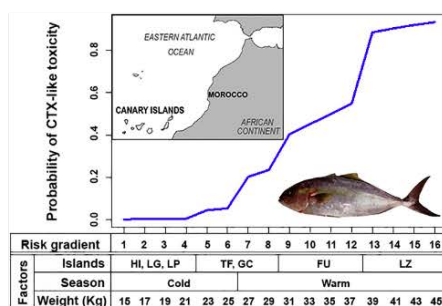 Probability of CTX-like toxicity
0.8
0.6
0.4
0.2
0.0
EASTERN ATLANTIC
OCEAN
MOROCCO
CANARY ISLANDS
AFRICAN
CONTINENT
Risk gradient 1 2 3 4 5 6 7 8 9 10 11 12 13 14 15 16
Factors
Islands HI, LG, LP TF, GC FU LZ
Season Cold Warm
Weight (Kg) 15 17 19 21 23 25 27 29 31 33 35 37 39 41 43 45